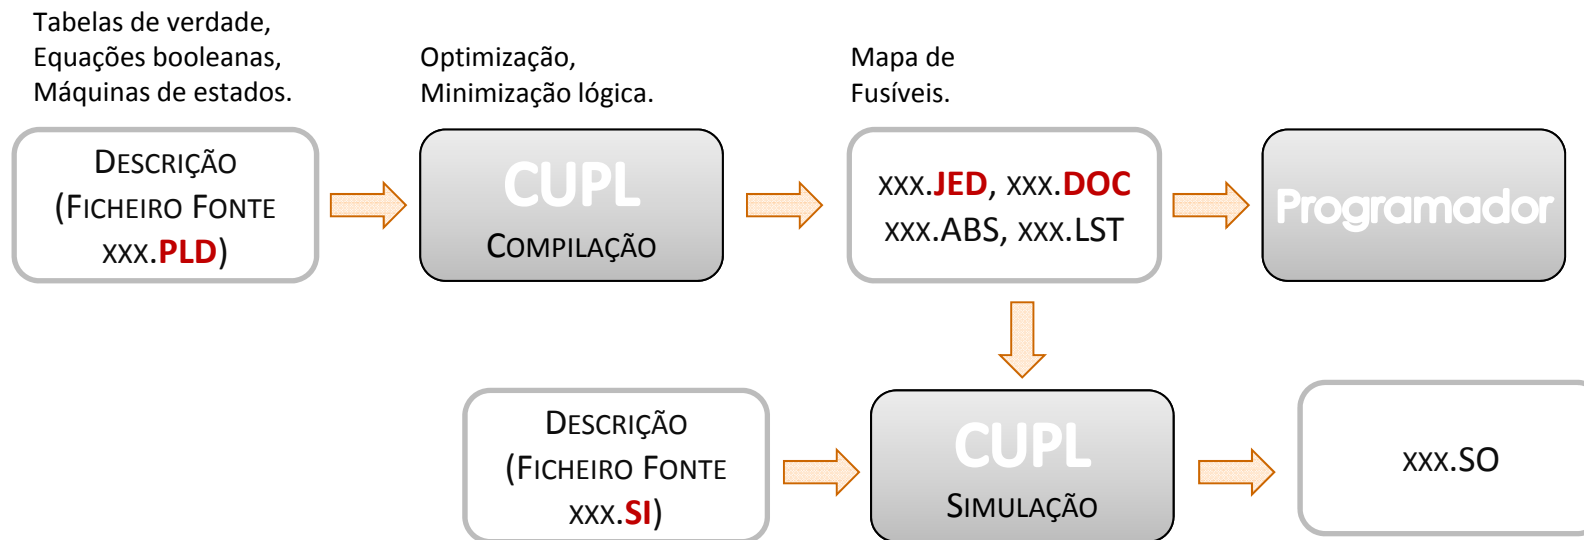 Tabelas de verdade,
Equações booleanas,
Máquinas de estados.
Optimização,
Minimização lógica.
Mapa de
Fusíveis.
DESCRIÇÃO
(FICHEIRO FONTE
XXX.PLD)
CUPL
COMPILAÇÃO
XXX.JED, XXX.DOC
XXX.ABS, XXX.LST
Programador
DESCRIÇÃO
(FICHEIRO FONTE
XXX.SI)
CUPL
SIMULAÇÃO
XXX.SO